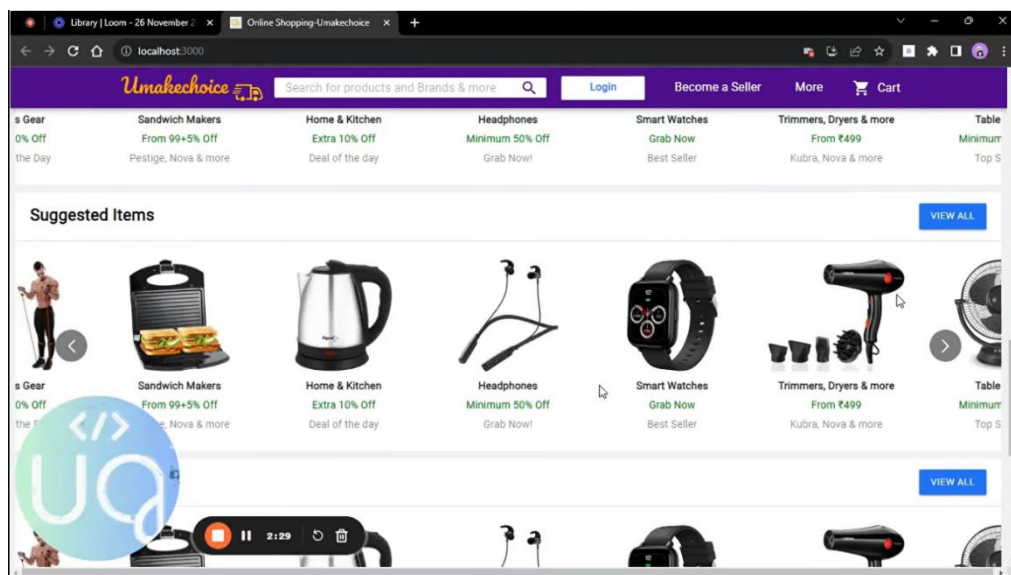 Library | Loom - 26 November 2
Online Shopping-Umakechoice
localhost:3000
Umakechoice
Search for products and Brands & more
Login
Become a Seller
More
Cart
s Gear
Sandwich Makers
Home & Kitchen
Headphones
Smart Watches
Trimmers, Dryers & more
Table
0% Off
From 99+5% Off
Extra 10% Off
Minimum 50% Off
Grab Now
From ₹499
Minimum
the Day
Pestige, Nova & more
Deal of the day
Grab Now!
Best Seller
Kubra, Nova & more
Top S
Suggested Items
VIEW ALL
s Gear
Sandwich Makers
Home & Kitchen
Headphones
Smart Watches
Trimmers, Dryers & more
Table
0% Off
From 99+5% Off
Extra 10% Off
Minimum 50% Off
Grab Now
From ₹499
Minimum
the
e, Nova & more
Deal of the day
Grab Now!
Best Seller
Kubra, Nova & more
Top S
</>
VIEW ALL
2:29